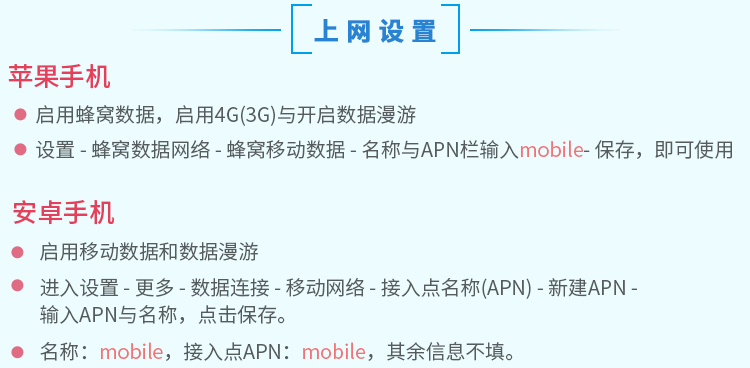 上网设置
苹果手机
启用蜂窝数据，启用4G(3G)与开启数据漫游
设置 - 蜂窝数据网络 - 蜂窝移动数据 - 名称与APN栏输入mobile- 保存，即可使用
安卓手机
启用移动数据和数据漫游
进入设置 - 更多 - 数据连接 - 移动网络 - 接入点名称(APN) - 新建APN -
输入APN与名称，点击保存。
名称：mobile，接入点APN：mobile，其余信息不填。